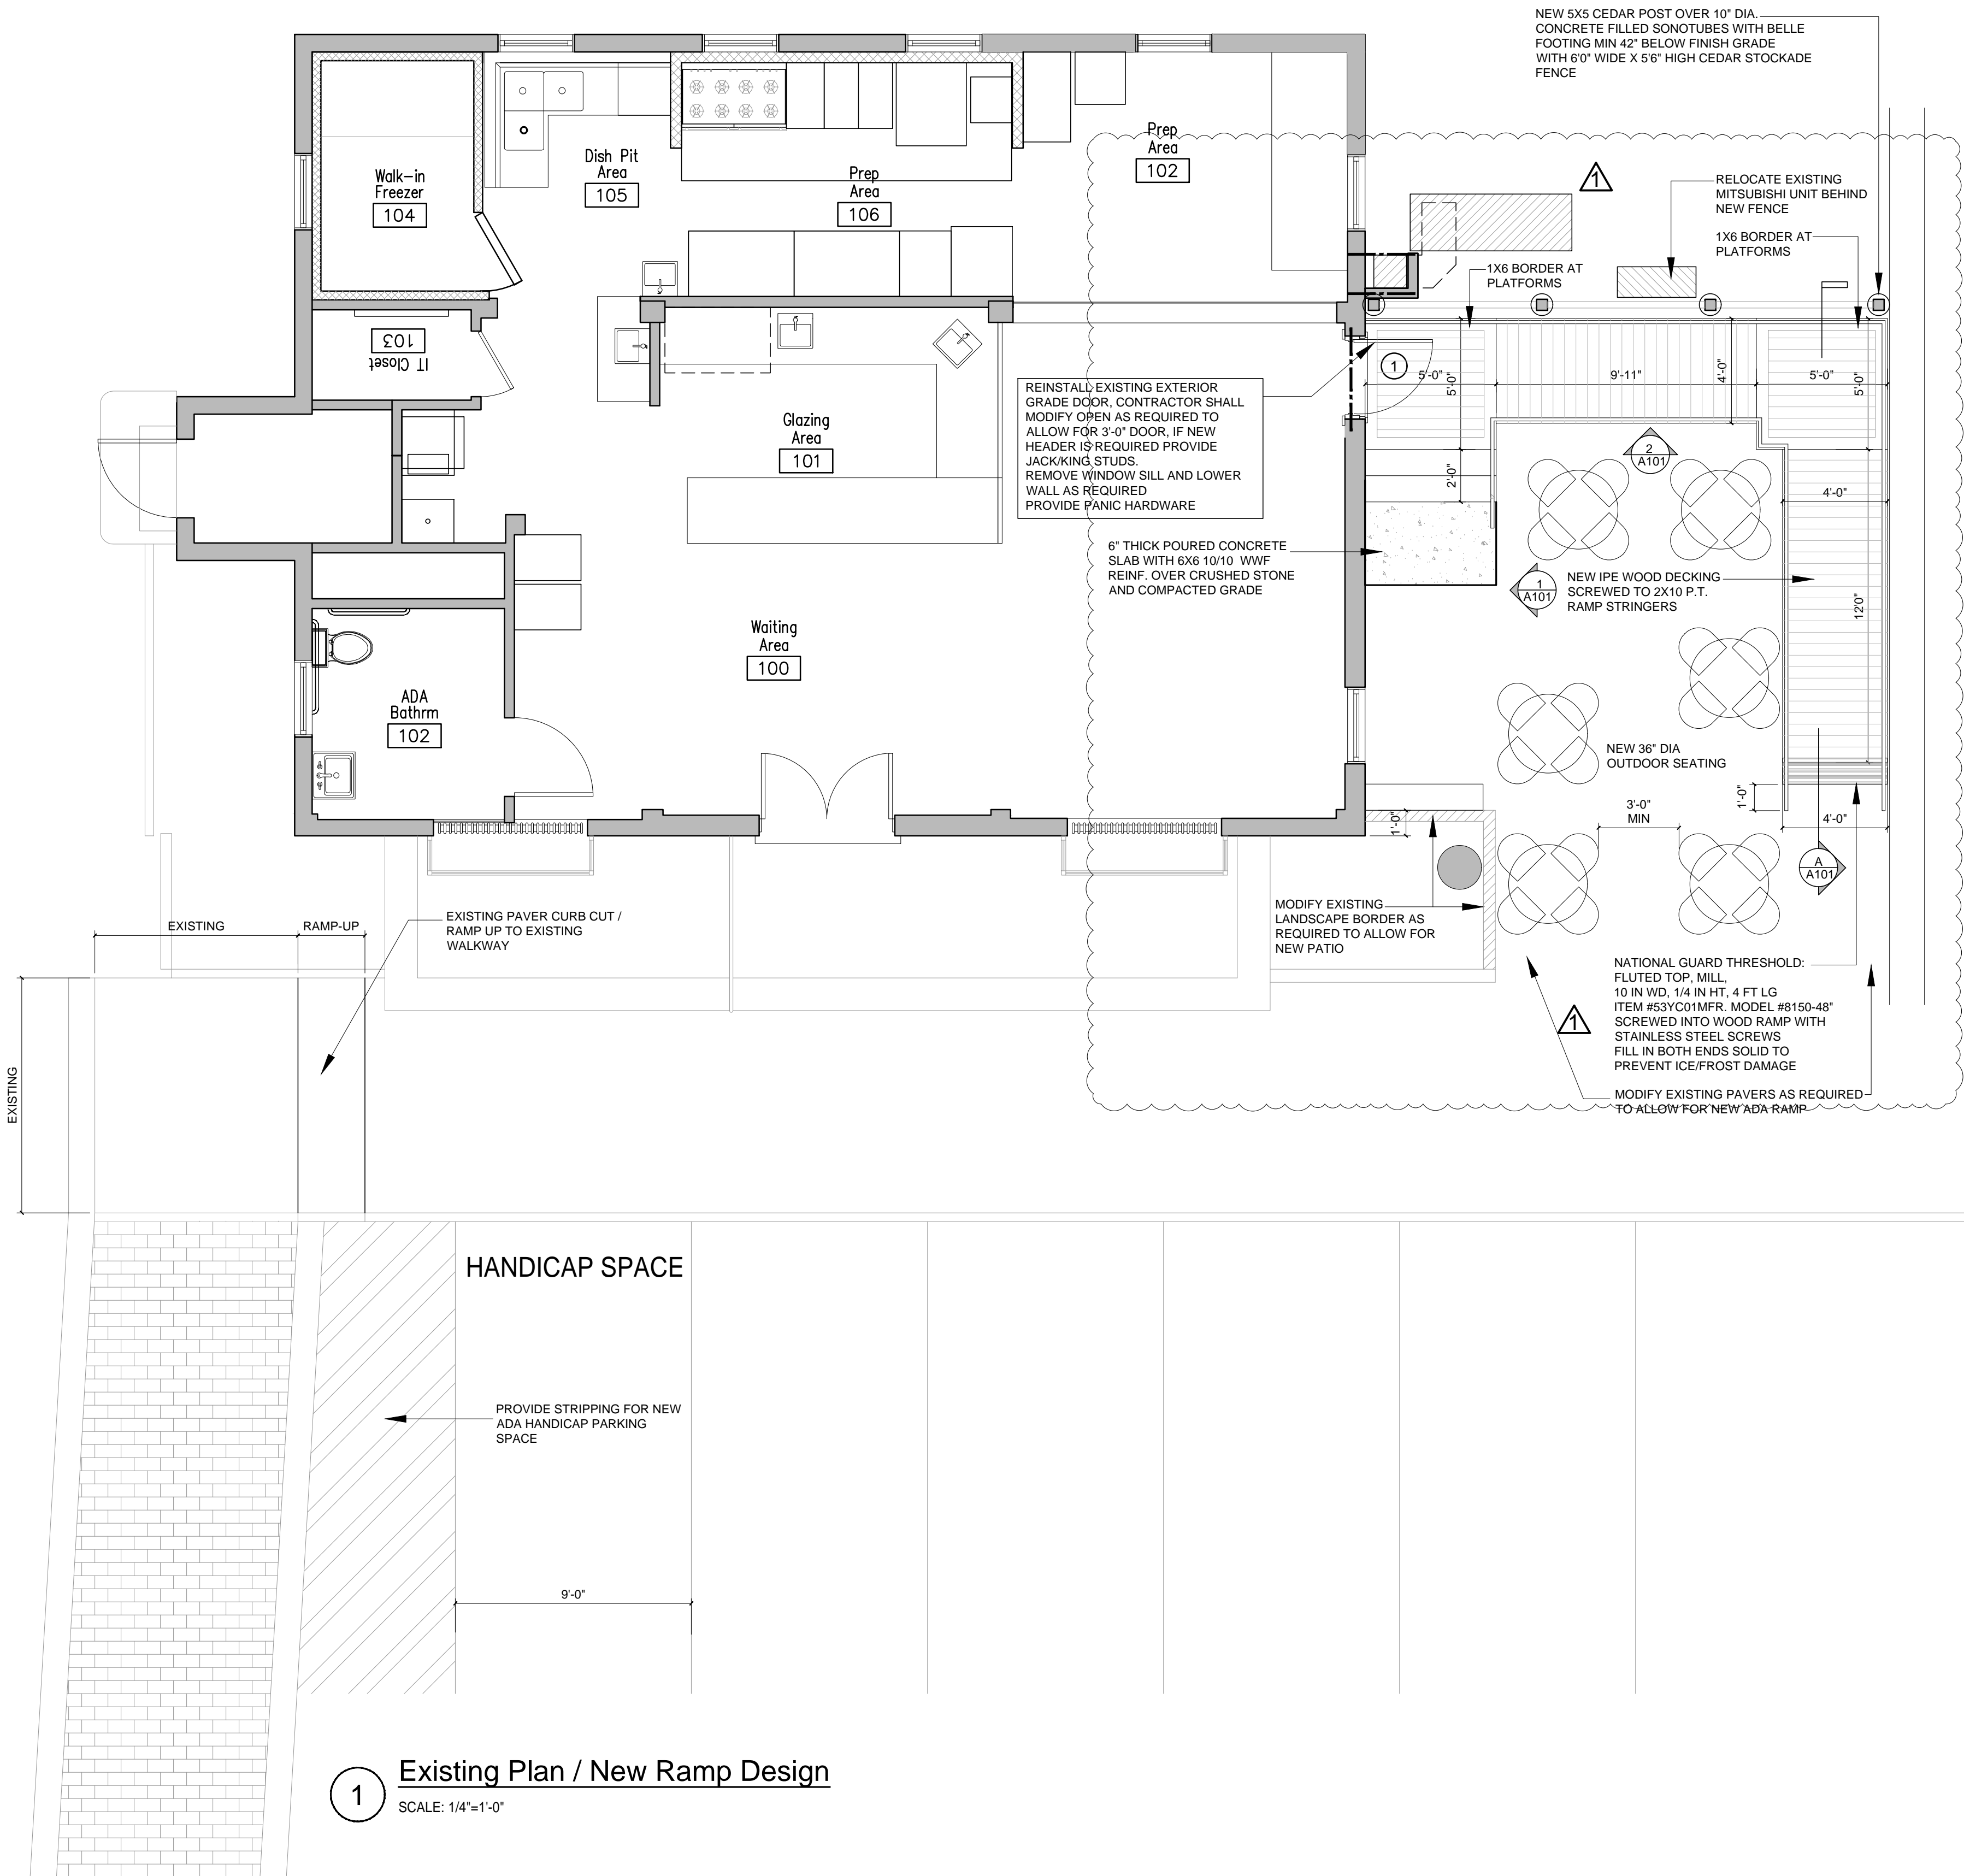 NEW 5X5 CEDAR POST OVER 10" DIA.
CONCRETE FILLED SONOTUBES WITH BELLE
FOOTING MIN 42" BELOW FINISH GRADE
WITH 6'0" WIDE X 5'6" HIGH CEDAR STOCKADE
FENCE
Walk-in
Freezer
104
Dish Pit
Area
105
Prep
Area
106
Prep
Area
102
1
RELOCATE EXISTING
MITSUBISHI UNIT BEHIND
NEW FENCE
1X6 BORDER AT
PLATFORMS
1X6 BORDER AT
PLATFORMS
IT Closet
103
Glazing
Area
101
REINSTALL EXISTING EXTERIOR
GRADE DOOR, CONTRACTOR SHALL
MODIFY OPEN AS REQUIRED TO
ALLOW FOR 3'-0" DOOR, IF NEW
HEADER IS REQUIRED PROVIDE
JACK/KING STUDS.
REMOVE WINDOW SILL AND LOWER
WALL AS REQUIRED
PROVIDE PANIC HARDWARE
1
5'-0"
5'-0"
9'-11"
4'-0"
5'-0"
5'-0"
2'-0"
2
A101
4'-0"
6" THICK POURED CONCRETE
SLAB WITH 6X6 10/10 WWF
REINF. OVER CRUSHED STONE
AND COMPACTED GRADE
1
A101
NEW IPE WOOD DECKING
SCREWED TO 2X10 P.T.
RAMP STRINGERS
12'0"
Waiting
Area
100
ADA
Bathrm
102
NEW 36" DIA
OUTDOOR SEATING
3'-0"
MIN
1'-0"
1'-0"
4'-0"
A
A101
EXISTING
RAMP-UP
EXISTING PAVER CURB CUT /
RAMP UP TO EXISTING
WALKWAY
MODIFY EXISTING
LANDSCAPE BORDER AS
REQUIRED TO ALLOW FOR
NEW PATIO
NATIONAL GUARD THRESHOLD:
FLUTED TOP, MILL,
10 IN WD, 1/4 IN HT, 4 FT LG
ITEM #53YC01MFR. MODEL #8150-48"
SCREWED INTO WOOD RAMP WITH
STAINLESS STEEL SCREWS
FILL IN BOTH ENDS SOLID TO
PREVENT ICE/FROST DAMAGE
1
MODIFY EXISTING PAVERS AS REQUIRED
TO ALLOW FOR NEW ADA RAMP
EXISTING
HANDICAP SPACE
PROVIDE STRIPPING FOR NEW
ADA HANDICAP PARKING
SPACE
9'-0"
1
Existing Plan / New Ramp Design
SCALE: 1/4"=1'-0"